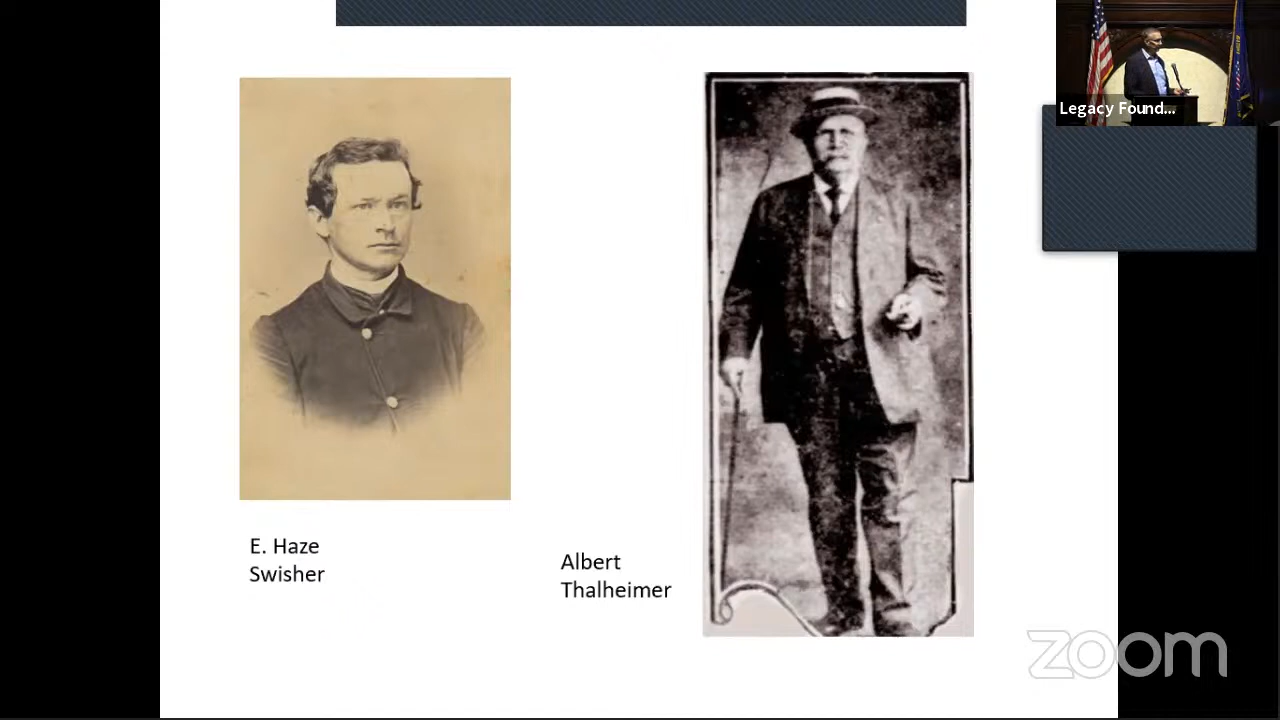 Legacy Found...
E. Haze
Swisher
Albert
Thalheimer
zoom